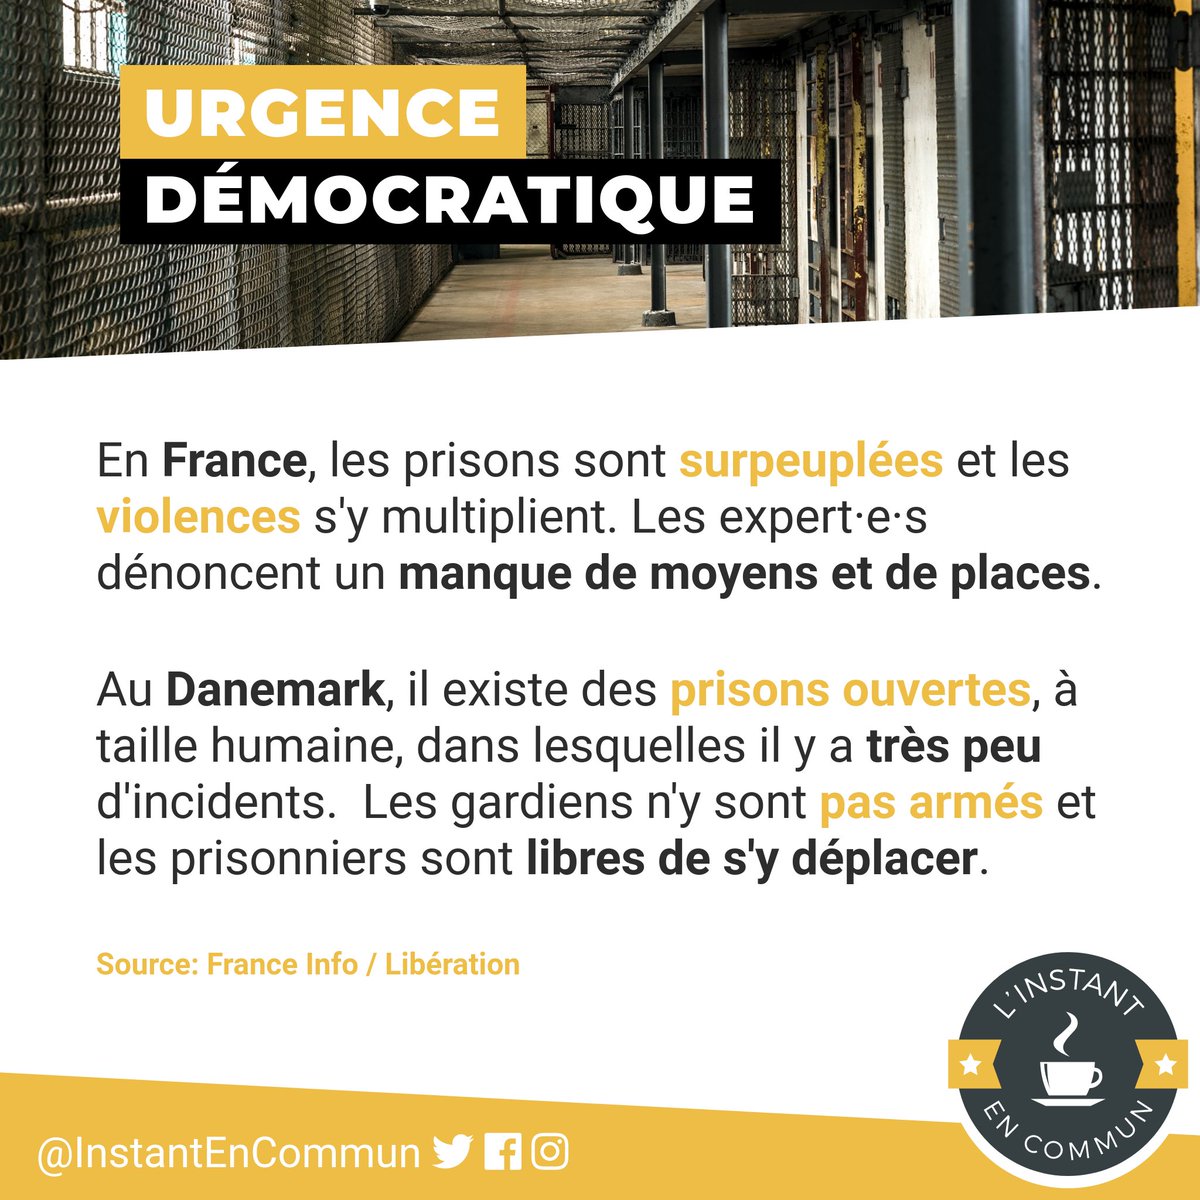 URGENCE
DÉMOCRATIQUE
En France, les prisons sont surpeuplées et les
violences s'y multiplient. Les expert·e·s
dénoncent un manque de moyens et de places.
Au Danemark, il existe des prisons ouvertes, à
taille humaine, dans lesquelles il y a très peu
d'incidents.  Les gardiens n'y sont pas armés et
les prisonniers sont libres de s'y déplacer.
Source: France Info / Libération
L'INSTANT
EN COMMUN
@InstantEnCommun